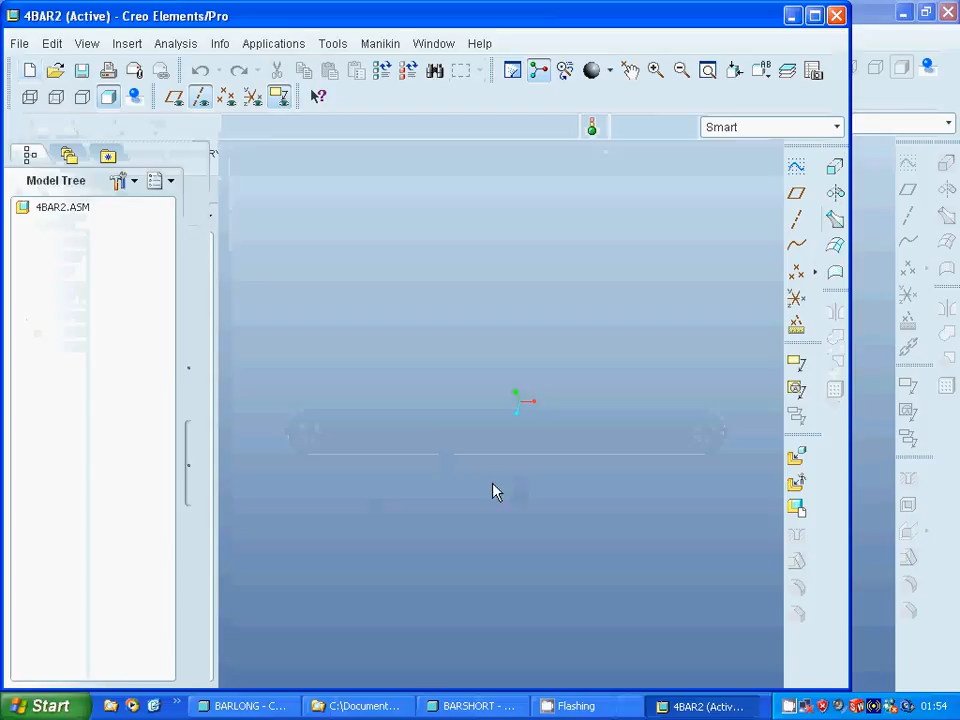 4BAR2 (Active) - Creo Elements/Pro
File Edit View Insert Analysis Info Applications Tools Manikin Window Help
Smart
Model Tree
4BAR2.ASM
Start
BARLONG - C...
C:\Document...
BARSHORT - ...
Flashing
4BAR2 (Activ...
01:54